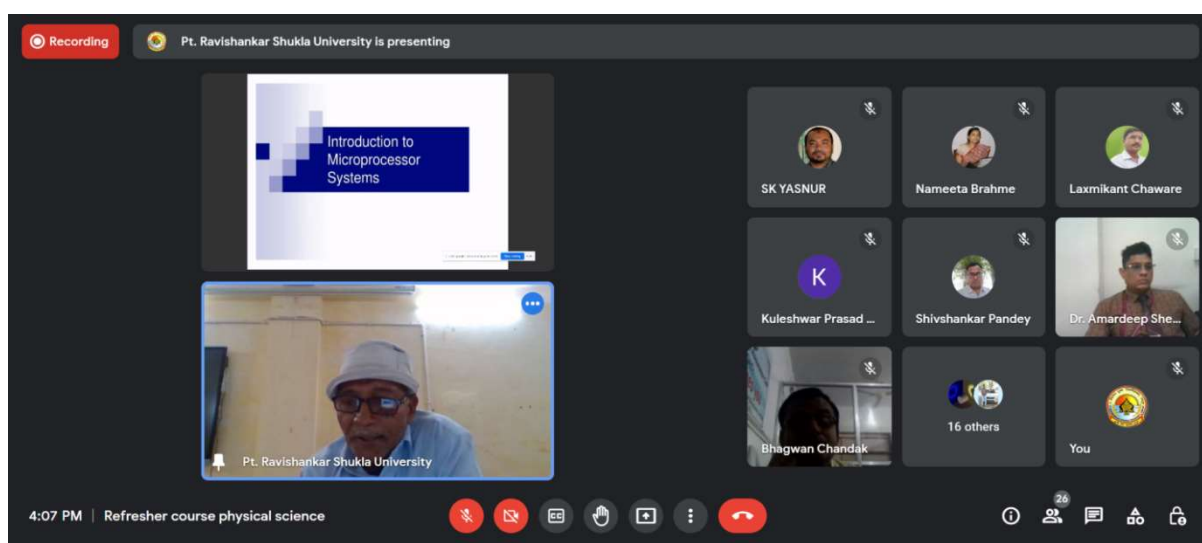 Recording
Pt. Ravishankar Shukla University is presenting
Introduction to
Microprocessor
Systems
Pt. Ravishankar Shukla University
SK YASNUR
Nameeta Brahme
Laxmikant Chaware
K
Kuleshwar Prasad ...
Shivshankar Pandey
Dr. Amardeep She...
Bhagwan Chandak
16 others
You
4:07 PM | Refresher course physical science
CC
26